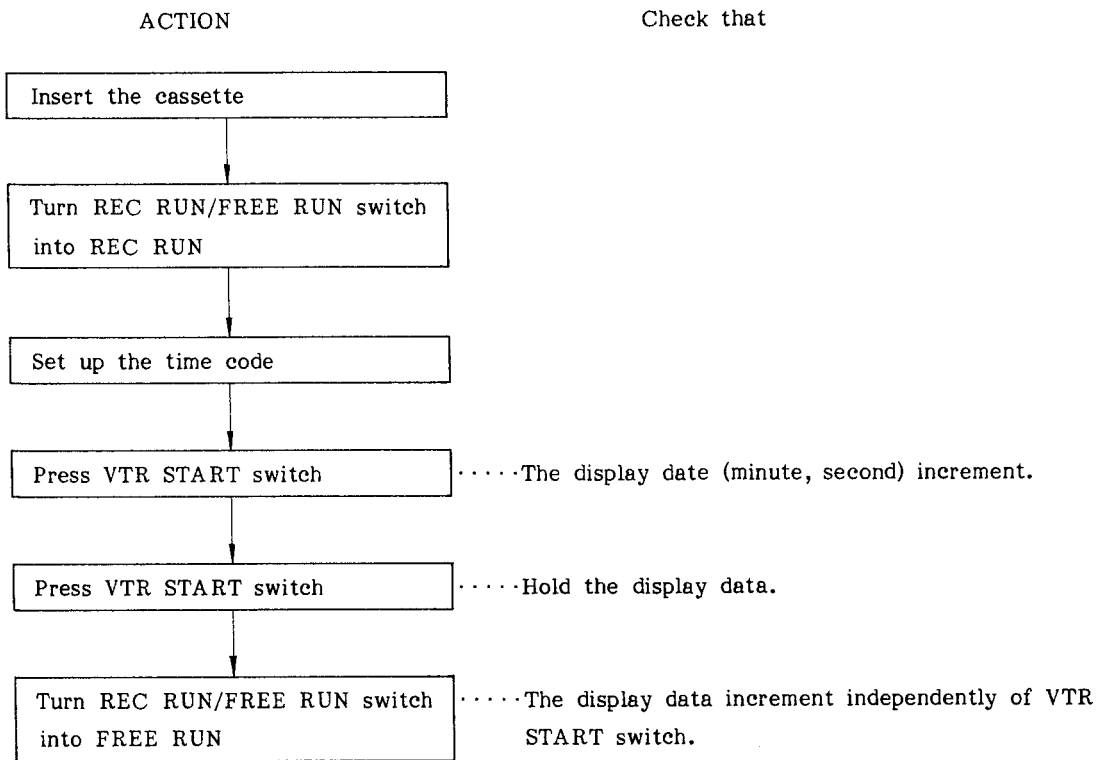 ACTION Check that
Insert the cassette
Turn REC RUN/FREE RUN switch
into REC RUN
Set up the time code
Press VTR START switch ·····The display date (minute, second) increment.
Press VTR START switch ·····Hold the display data.
Turn REC RUN/FREE RUN switch ·····The display data increment independently of VTR
into FREE RUN START switch.